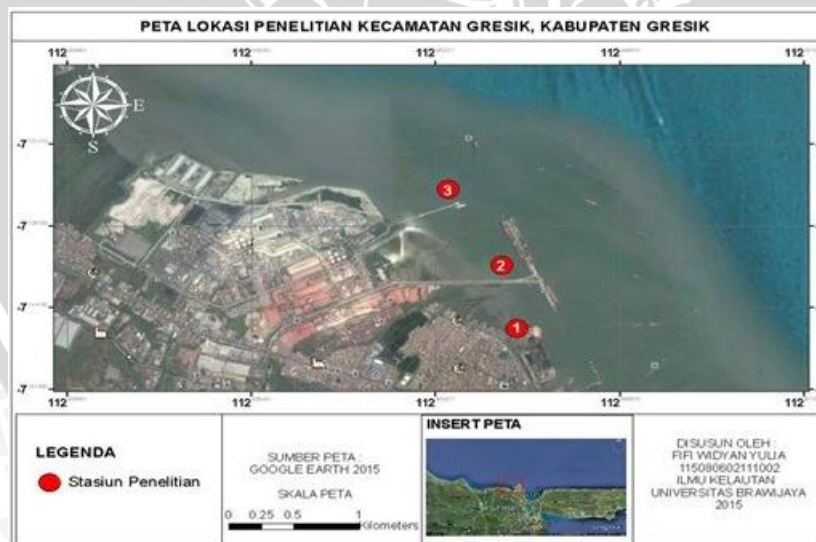 PETA LOKASI PENELITIAN KECAMATAN GRESIK, KABUPATEN GRESIK
112 112 112 112 112
N
E
S
-7
-7
-7
-7
3
2
1
112 112 112 112 112
LEGENDA
Stasiun Penelitian
SUMBER PETA :
GOOGLE EARTH 2015
SKALA PETA
0 0.25 0.5 1
Kilometers
INSERT PETA
DISUSUN OLEH :
FIFI WIDYAN YULIA
115080602111002
ILMU KELAUTAN
UNIVERSITAS BRAWIJAYA
2015